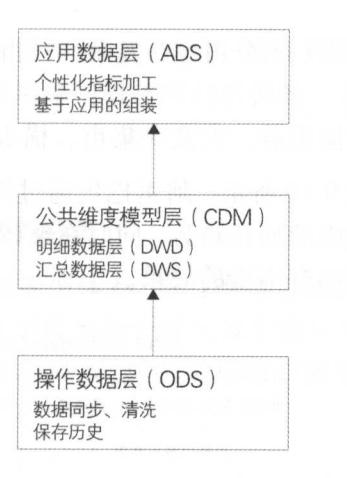 应用数据层（ADS）
个性化指标加工
基于应用的组装
公共维度模型层（CDM）
明细数据层（DWD）
汇总数据层（DWS）
操作数据层（ODS）
数据同步、清洗
保存历史